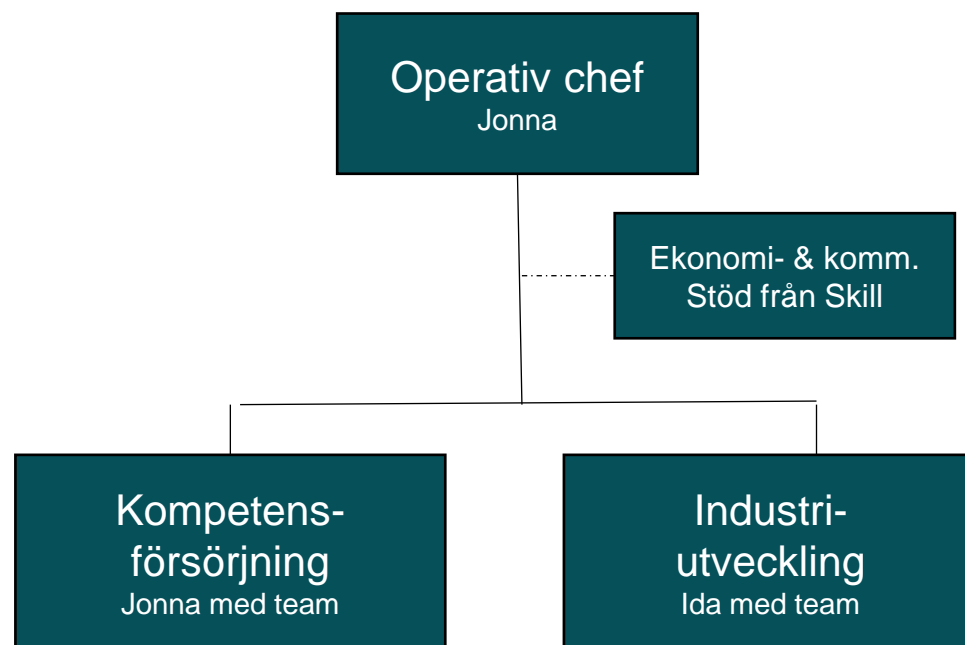 Operativ chef
Jonna
Ekonomi- & komm.
Stöd från Skill
Kompetens-
försörjning
Jonna med team
Industri-
utveckling
Ida med team